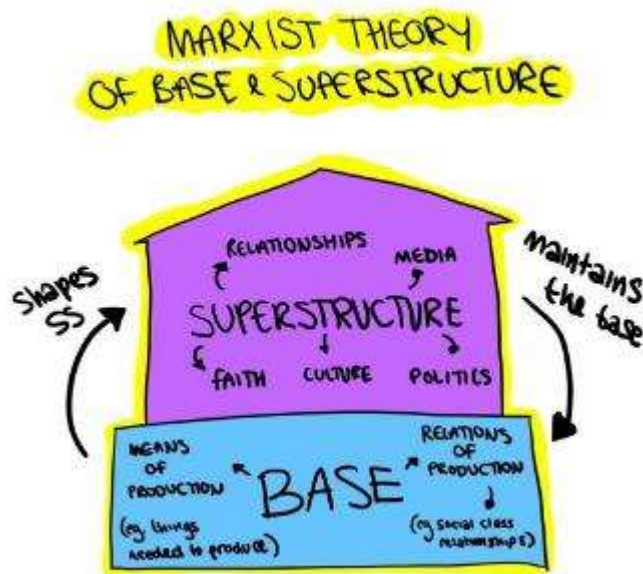 MARXIST THEORY
OF BASE & SUPERSTRUCTURE
RELATIONSHIPS
MEDIA
SUPERSTRUCTURE
FAITH
CULTURE
POLITICS
shapes
SS
maintains
the base
MEANS
OF
PRODUCTION
(eg. things
needed to produce)
BASE
RELATIONS
OF
PRODUCTION
(eg social class
relationships)